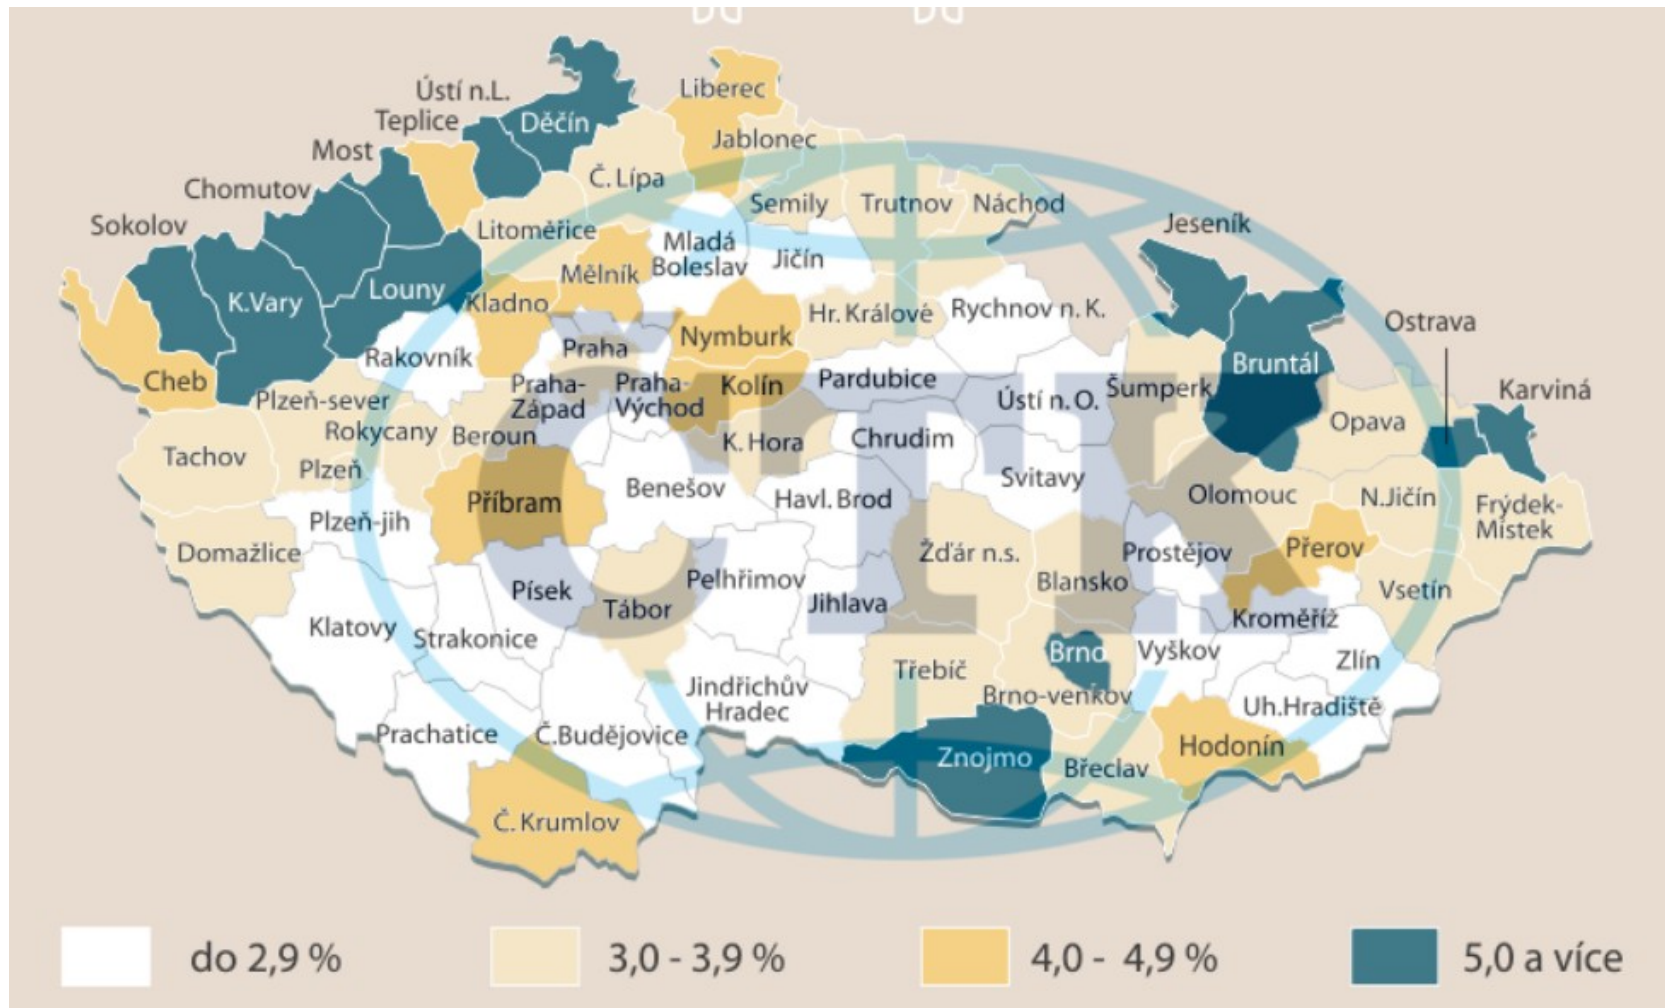 Liberec
Ústí n.L.
Děčín
Teplice
Jablonec
Most
Č. Lípa
Chomutov
Semily
Trutnov
Náchod
Sokolov
Litoměřice
Jeseník
Mladá
Boleslav
Jičín
Mělník
Louny
K.Vary
Kladno
Hr. Králové
Rychnov n. K.
Ostrava
Nymburk
Praha
Rakovník
Bruntál
Cheb
Praha-
Západ
Praha-
Východ
Kolín
Pardubice
Šumperk
Karviná
Plzeň-sever
Ústí n. O.
Opava
Rokycany
Beroun
K. Hora
Chrudim
Tachov
Plzeň
Svitavy
Benešov
Příbram
Havl. Brod
Olomouc
N.Jičín
Frýdek-
Místek
Plzeň-jih
Domažlice
Žďár n.s.
Prostějov
Přerov
Pelhřimov
Blansko
Písek
Vsetín
Tábor
Jihlava
Kroměříž
Klatovy
Strakonice
Brno
Vyškov
Zlín
Třebíč
Jindřichův
Hradec
Brno-venkov
Uh.Hradiště
Prachatice
Č.Budějovice
Hodonín
Znojmo
Břeclav
Č. Krumlov
ČTK
do 2,9 %
3,0 - 3,9 %
4,0 - 4,9 %
5,0 a více